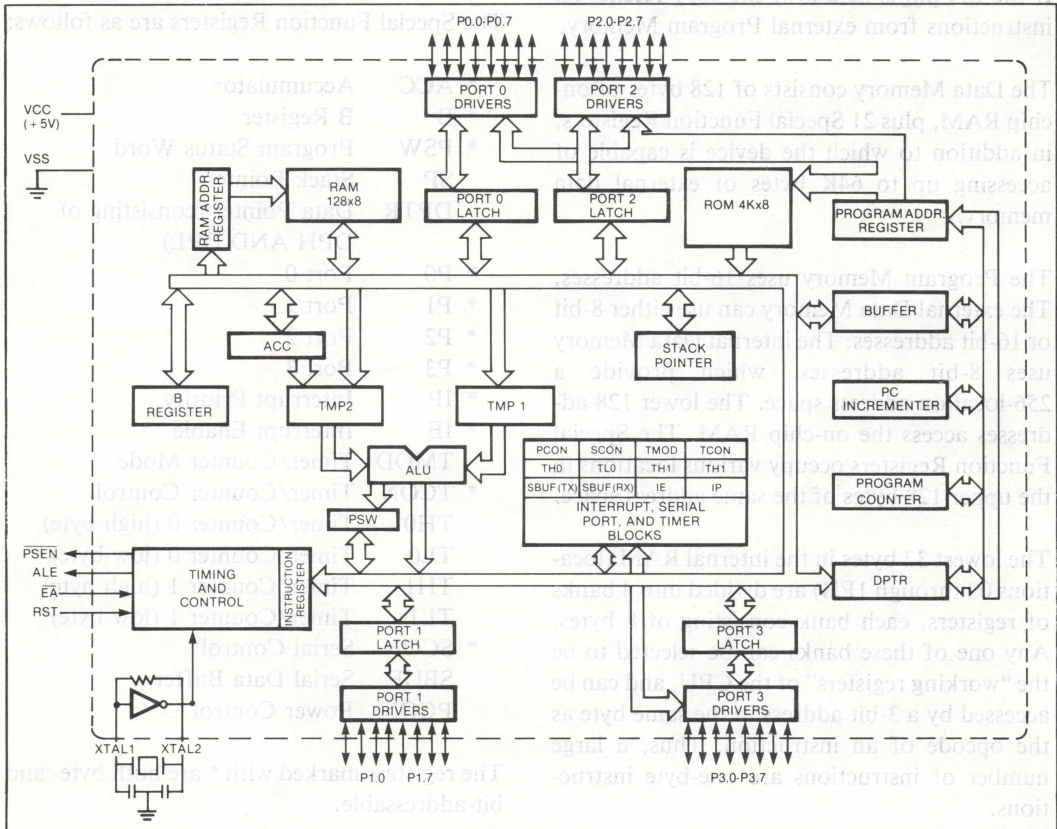 P0.0-P0.7
P2.0-P2.7
VCC
(+5V)
VSS
PORT 0
DRIVERS
PORT 2
DRIVERS
RAM ADDR.
REGISTER
RAM
128x8
PORT 0
LATCH
PORT 2
LATCH
ROM 4Kx8
PROGRAM ADDR.
REGISTER
BUFFER
ACC
STACK
POINTER
B
REGISTER
TMP2
TMP 1
PC
INCREMENTER
ALU
PCON SCON TMOD TCON
TH0 TL0 TH1 TH1
SBUF (TX) SBUF (RX) IE IP
INTERRUPT, SERIAL
PORT, AND TIMER
BLOCKS
PROGRAM
COUNTER
PSW
PSEN
ALE
EA
RST
TIMING
AND
CONTROL
INSTRUCTION
REGISTER
DPTR
PORT 1
LATCH
PORT 3
LATCH
PORT 1
DRIVERS
PORT 3
DRIVERS
XTAL1 XTAL2
P1.0 P1.7
P3.0-P3.7
instructions from external Program Memory,
The Data Memory consists of 128 bytes on-
chip RAM, plus 21 Special Function Registers,
in addition to which the device is capable of
accessing up to 64K bytes of external data
memory
The Program Memory uses 16-bit addresses.
The external Data Memory can use either 8-bit
or 16-bit addresses. The internal Data Memory
uses 8-bit addresses, which provide a
256-location address space. The lower 128 ad-
dresses access the on-chip RAM. The Special
Function Registers occupy various locations in
the upper 128 bytes of the same address space.
The lowest 32 bytes in the internal RAM (loca-
tions 00 through 1FH) are divided into 4 banks
of registers, each bank consisting of 8 bytes.
Any one of these banks can be selected to be
the "working registers" of the CPU, and can be
accessed by a 3-bit address in the same byte as
the opcode of an instruction. Thus, a large
number of instructions are one-byte instruc-
tions.
The Special Function Registers are as follows:
* ACC Accumulator
* B B Register
* PSW Program Status Word
SP Stack Pointer
DPTR Data Pointer (consisting of
DPH AND DPL)
* P0 Port 0
* P1 Port 1
* P2 Port 2
* P3 Port 3
* IP Interrupt Priority
* IE Interrupt Enable
TMOD Timer/Counter Mode
* TCON Timer/Counter Control
TH0 Timer/Counter 0 (high byte)
TL0 Timer/Counter 0 (low byte)
TH1 Timer/Counter 1 (high byte)
TL1 Timer/Counter 1 (low byte)
* SCON Serial Control
SBUF Serial Data Buffer
PCON Power Control
The registers marked with * are both byte- and
bit-addressable.